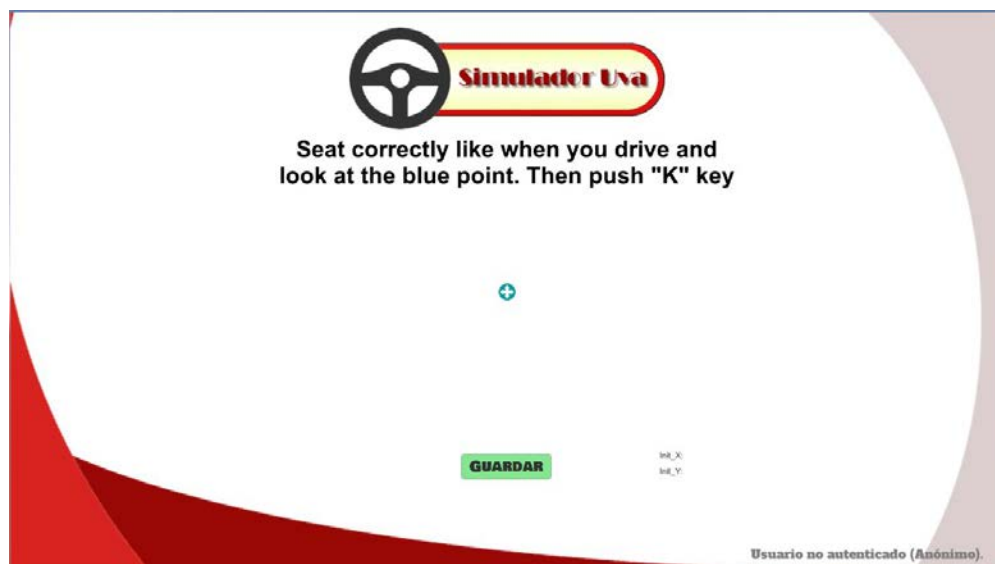 Simulador Uva
Seat correctly like when you drive and
look at the blue point. Then push "K" key
GUARDAR
Init_X:
Init_Y:
Usuario no autenticado (Anónimo).